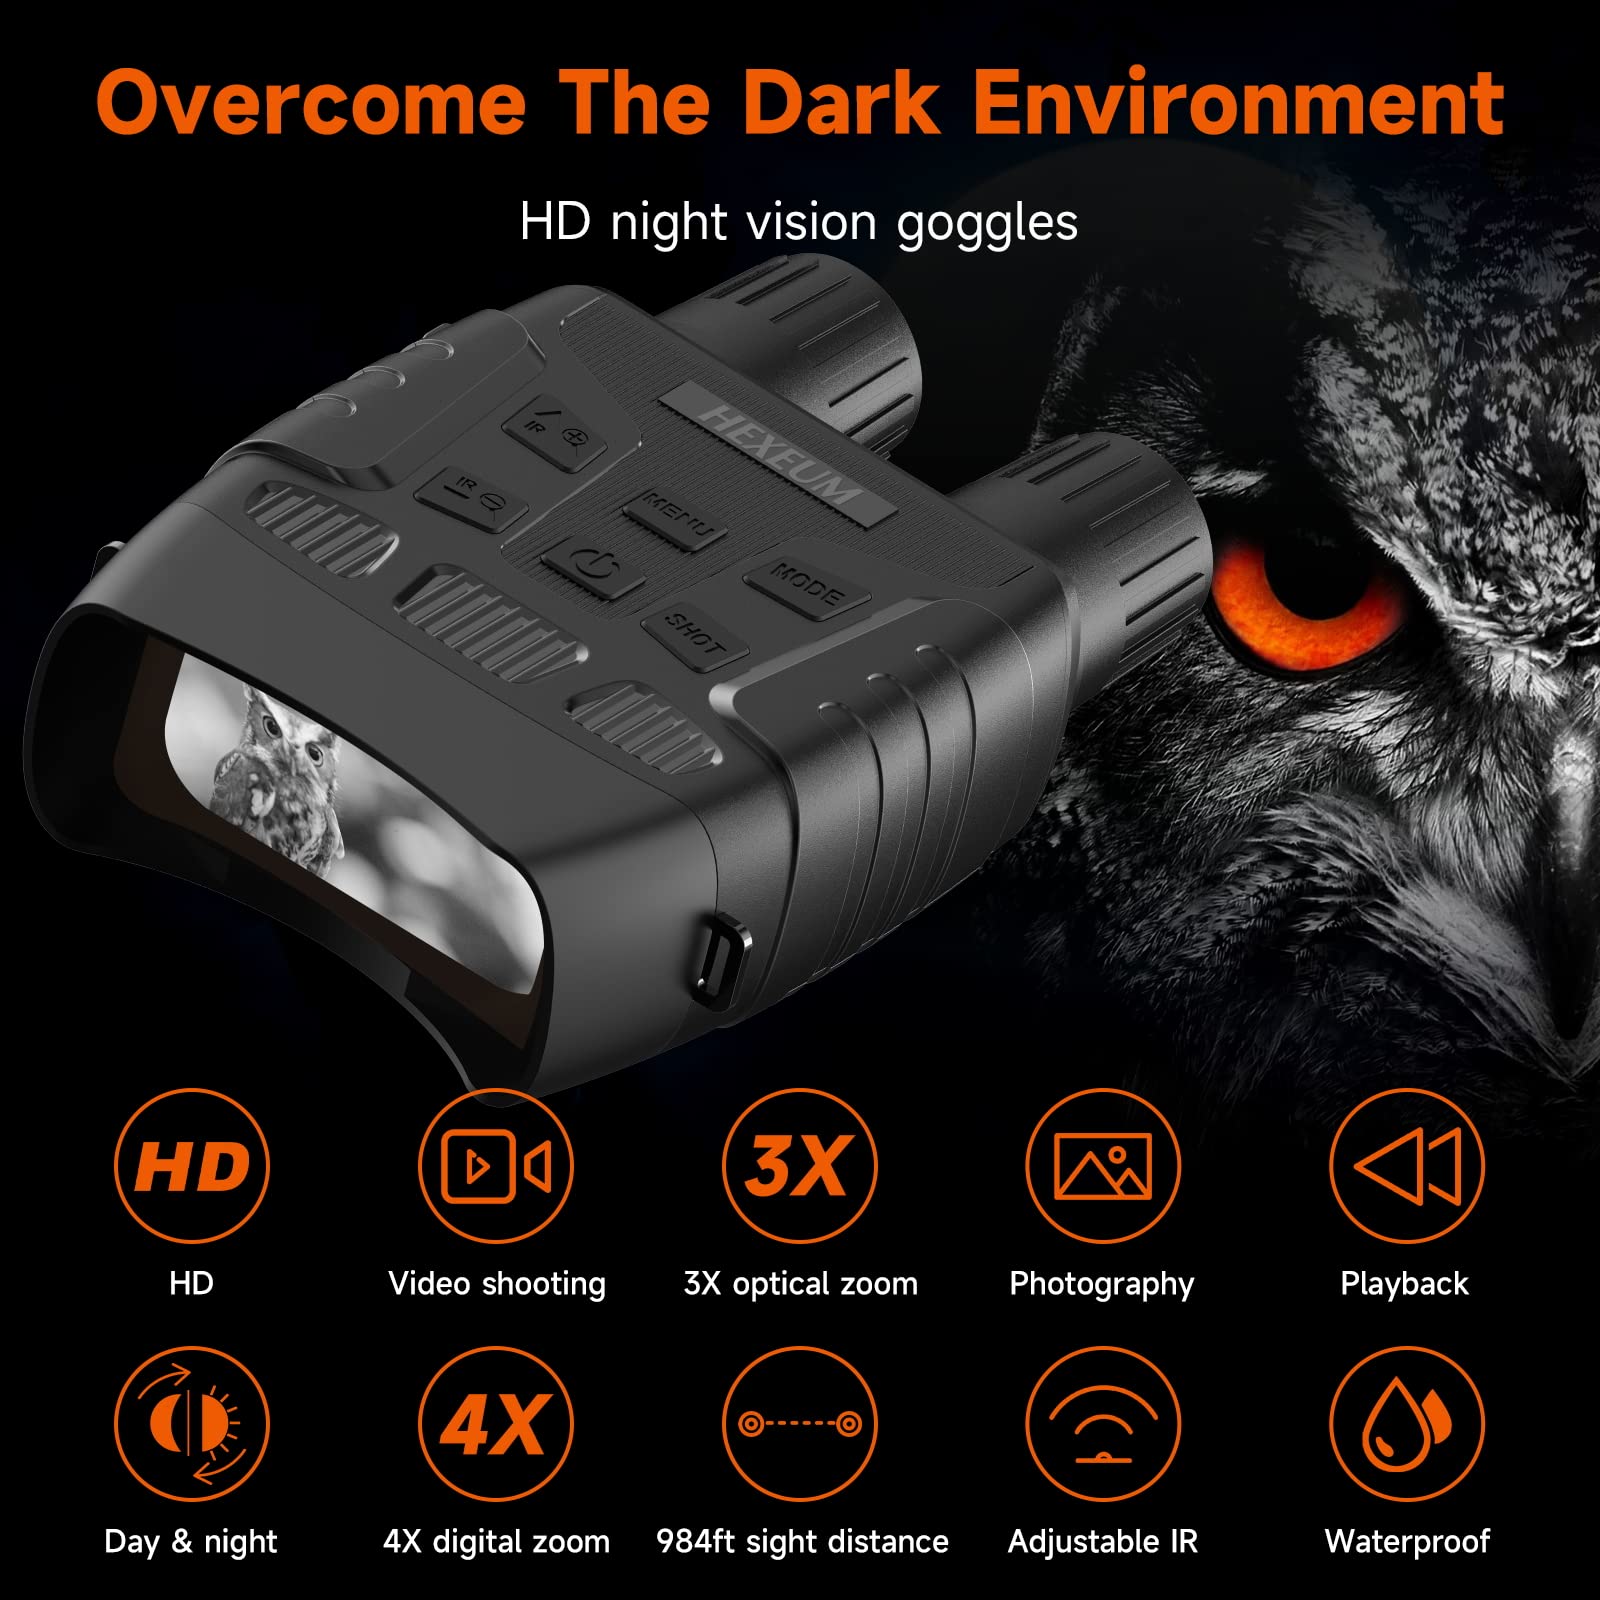 Overcome The Dark Environment
HD night vision goggles
HEXEUM
IR
IR
MENU
MODE
SHOT
HD
3X
HD
Video shooting
3X optical zoom
Photography
Playback
4X
Day & night
4X digital zoom
984ft sight distance
Adjustable IR
Waterproof